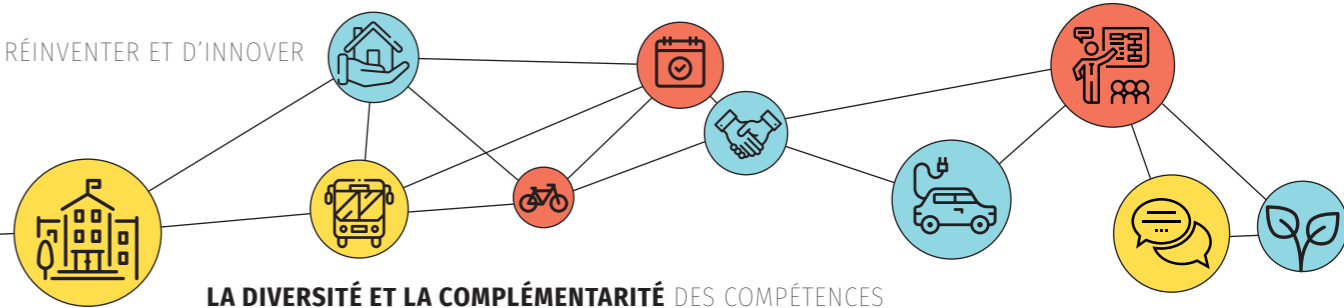 RÉINVENTER ET D'INNOVER
LA DIVERSITÉ ET LA COMPLÉMENTARITÉ DES COMPÉTENCES